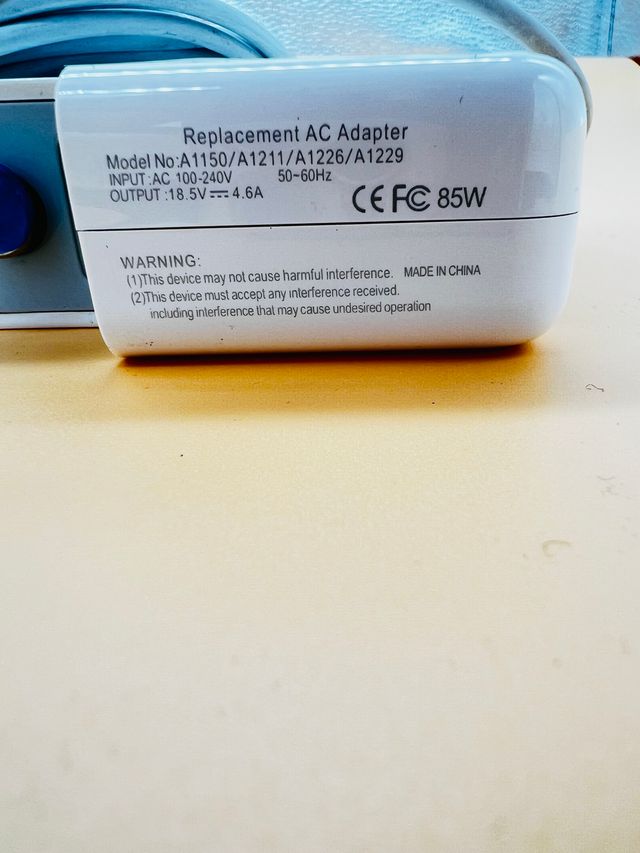 Replacement AC Adapter
Model No:A1150/A1211/A1226/A1229
INPUT:AC 100-240V 50~60Hz
OUTPUT:18.5V⎓4.6A CE FC 85W
WARNING:
(1)This device may not cause harmful interference. MADE IN CHINA
(2)This device must accept any interference received.
including interference that may cause undesired operation